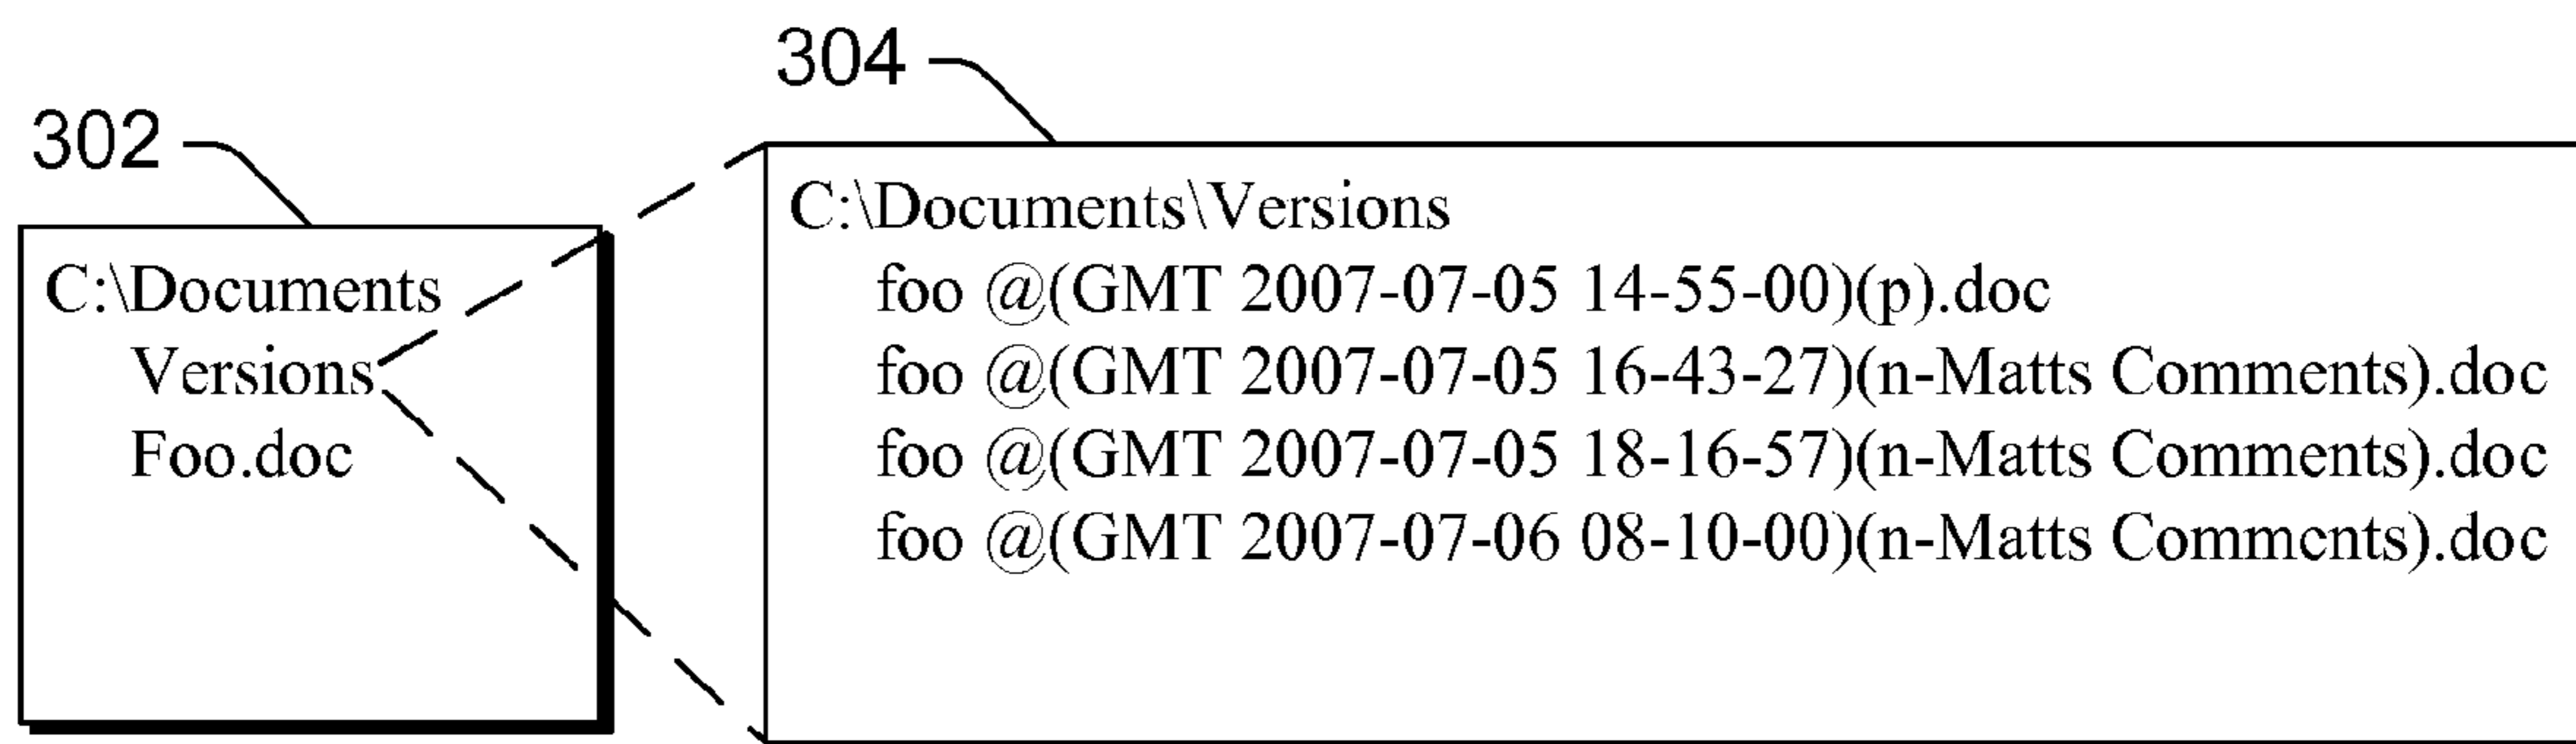 304
302
C:\Documents\Versions
foo @(GMT 2007-07-05 14-55-00)(p).doc
foo @(GMT 2007-07-05 16-43-27)(n-Matts Comments).doc
foo @(GMT 2007-07-05 18-16-57)(n-Matts Comments).doc
foo @(GMT 2007-07-06 08-10-00)(n-Matts Comments).doc
C:\Documents
Versions
Foo.doc